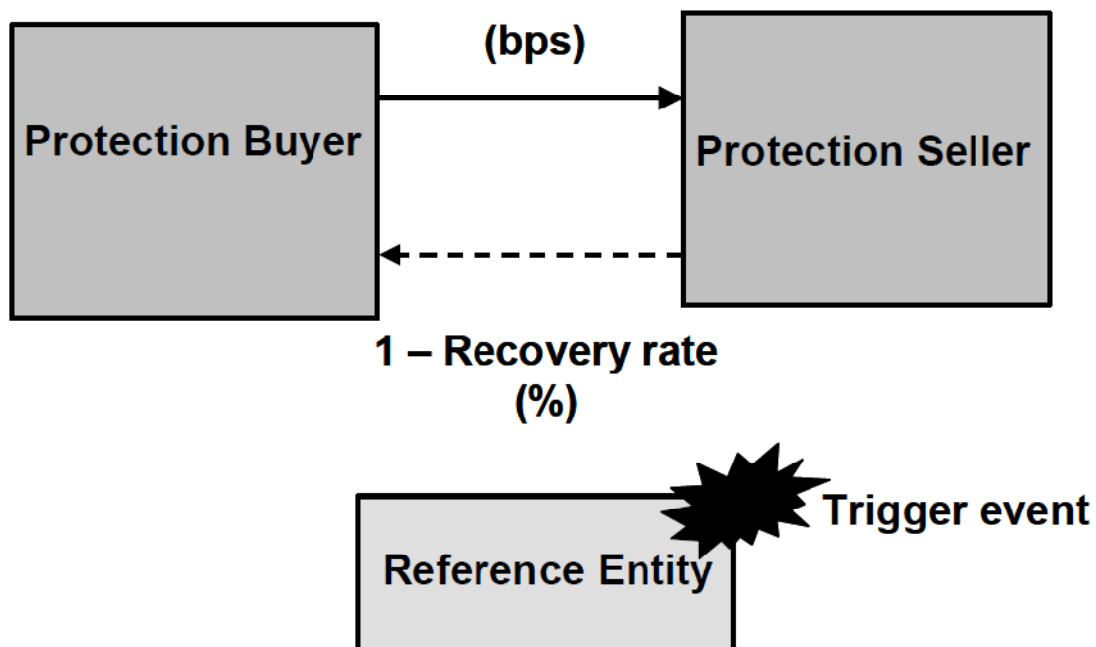 (bps)
Protection Buyer
Protection Seller
1 – Recovery rate
(%)
Trigger event
Reference Entity